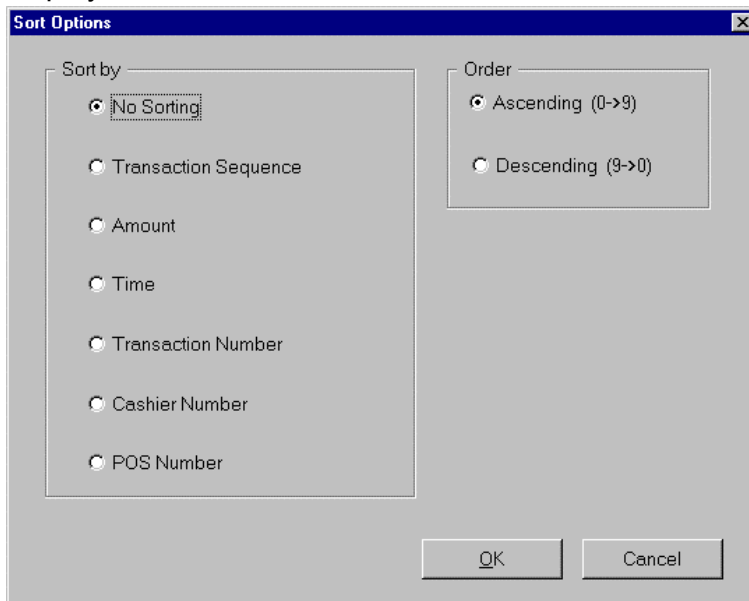 Sort Options
Sort by
No Sorting
Transaction Sequence
Amount
Time
Transaction Number
Cashier Number
POS Number
Order
Ascending (0->9)
Descending (9->0)
OK
Cancel